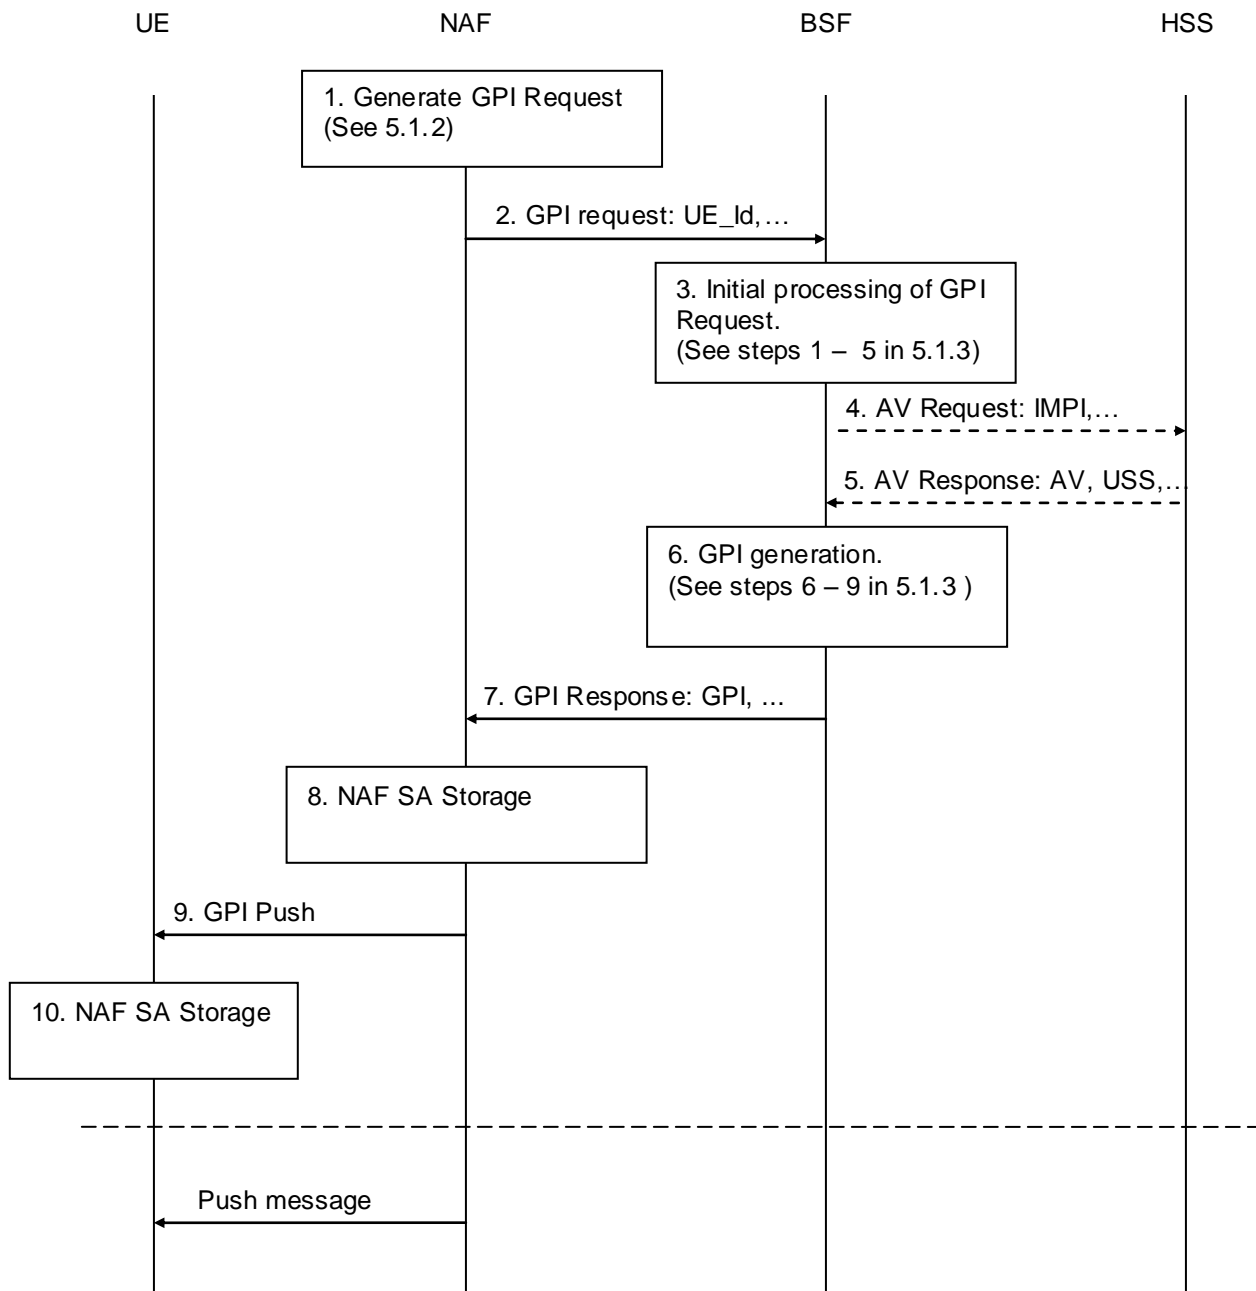 UE NAF BSF HSS
1. Generate GPI Request
(See 5.1.2)
2. GPI request: UE_Id,...
3. Initial processing of GPI
Request.
(See steps 1 – 5 in 5.1.3)
4. AV Request: IMPI,...
5. AV Response: AV, USS,...
6. GPI generation.
(See steps 6 – 9 in 5.1.3 )
7. GPI Response: GPI, ...
8. NAF SA Storage
9. GPI Push
10. NAF SA Storage
Push message